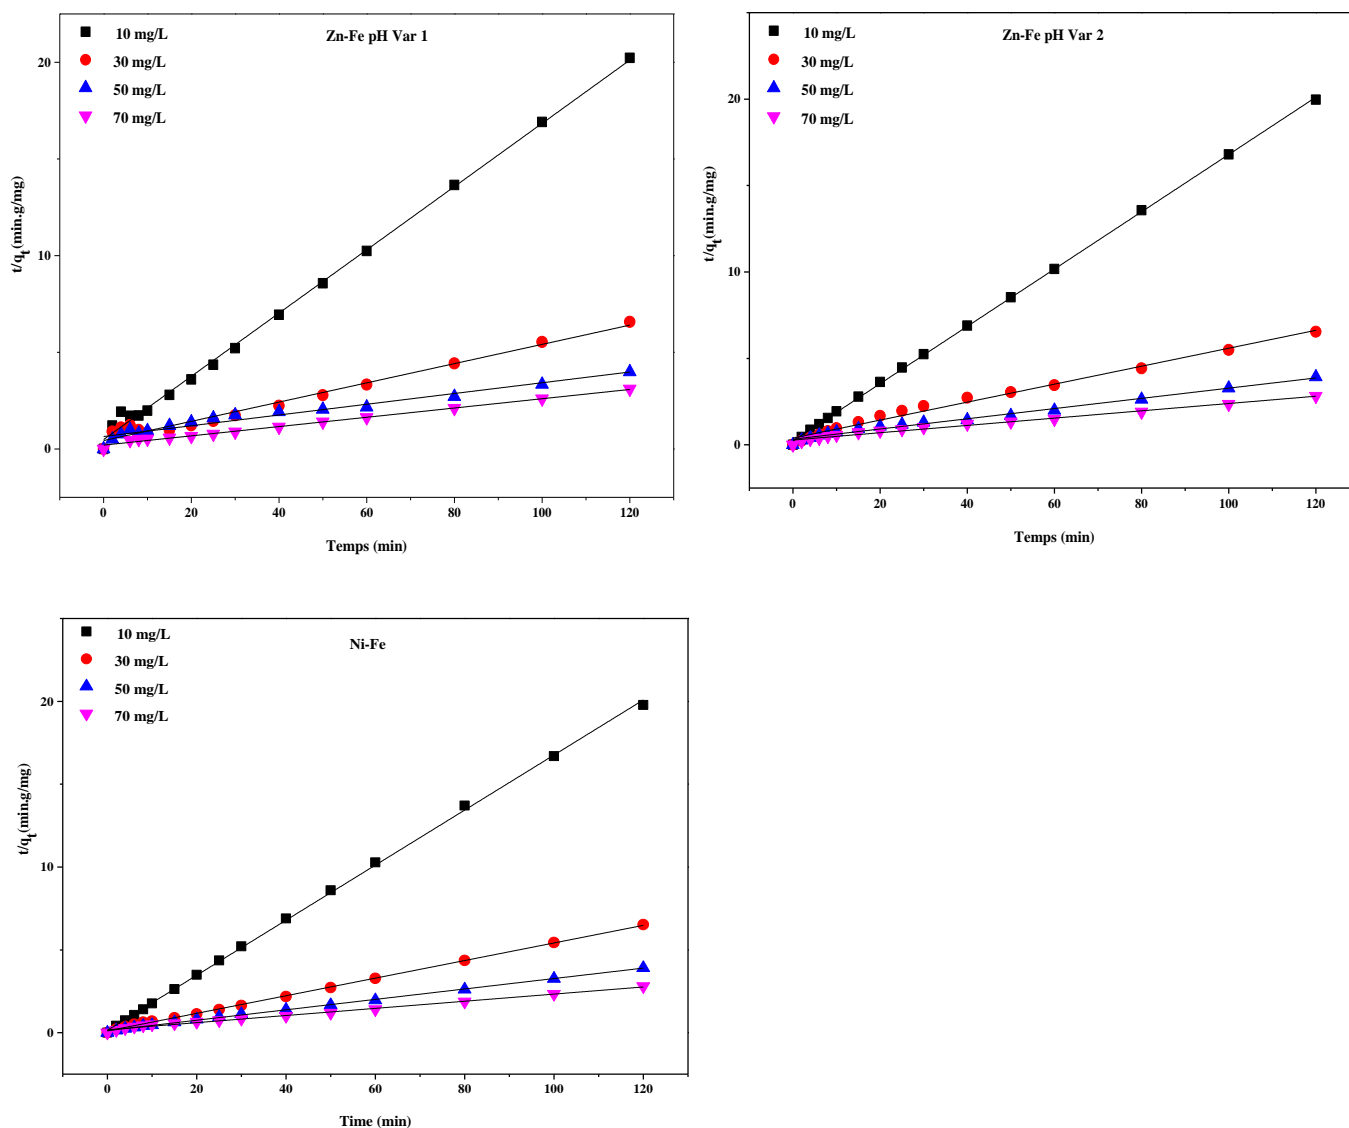 Zn-Fe pH Var 1
10 mg/L
30 mg/L
50 mg/L
70 mg/L
t/qt(min.g/mg)
20
10
0
0 20 40 60 80 100 120
Temps (min)
Zn-Fe pH Var 2
10 mg/L
30 mg/L
50 mg/L
70 mg/L
t/qt(min.g/mg)
20
10
0
0 20 40 60 80 100 120
Temps (min)
Ni-Fe
10 mg/L
30 mg/L
50 mg/L
70 mg/L
t/qt(min.g/mg)
20
10
0
0 20 40 60 80 100 120
Time (min)